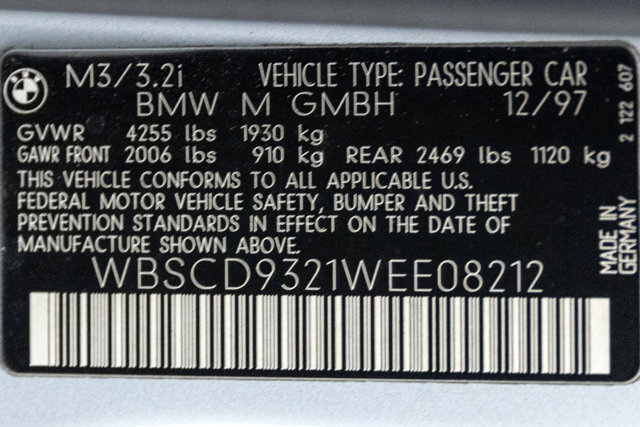 M3/3.2i VEHICLE TYPE: PASSENGER CAR
BMW M GMBH 12/97
GVWR 4255 lbs 1930 kg
GAWR FRONT 2006 lbs 910 kg REAR 2469 lbs 1120 kg
THIS VEHICLE CONFORMS TO ALL APPLICABLE U.S.
FEDERAL MOTOR VEHICLE SAFETY, BUMPER AND THEFT
PREVENTION STANDARDS IN EFFECT ON THE DATE OF
MANUFACTURE SHOWN ABOVE.
WBSCD9321WEE08212
2 122 607
MADE IN
GERMANY